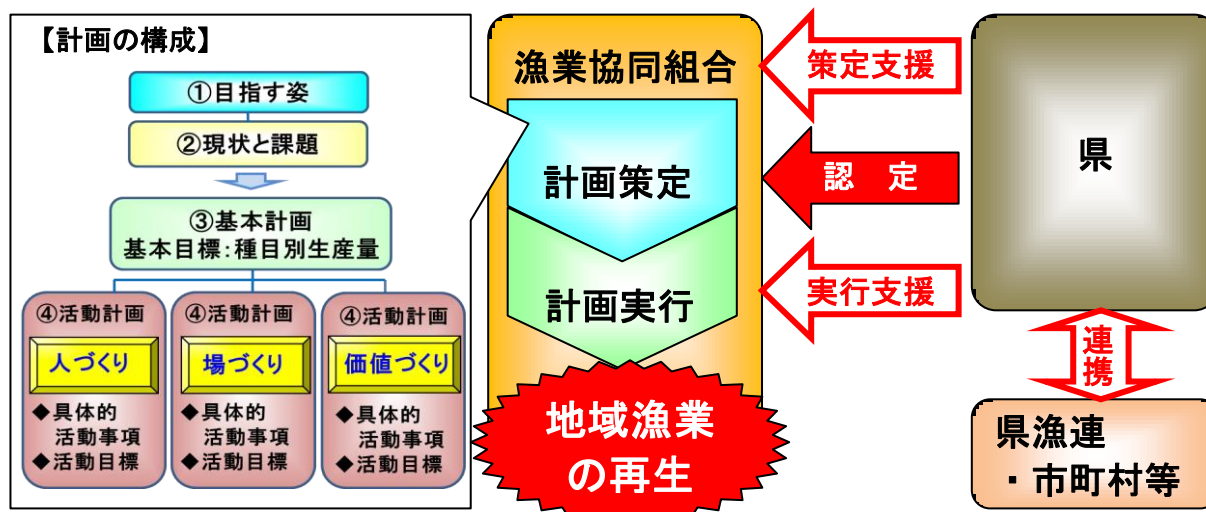 【計画の構成】
①目指す姿
②現状と課題
③基本計画
基本目標:種目別生産量
④活動計画
人づくり
◆具体的
活動事項
◆活動目標
④活動計画
場づくり
◆具体的
活動事項
◆活動目標
④活動計画
価値づくり
◆具体的
活動事項
◆活動目標
漁業協同組合
計画策定
計画実行
地域漁業
の再生
策定支援
認 定
実行支援
県
連
携
県漁連
・市町村等